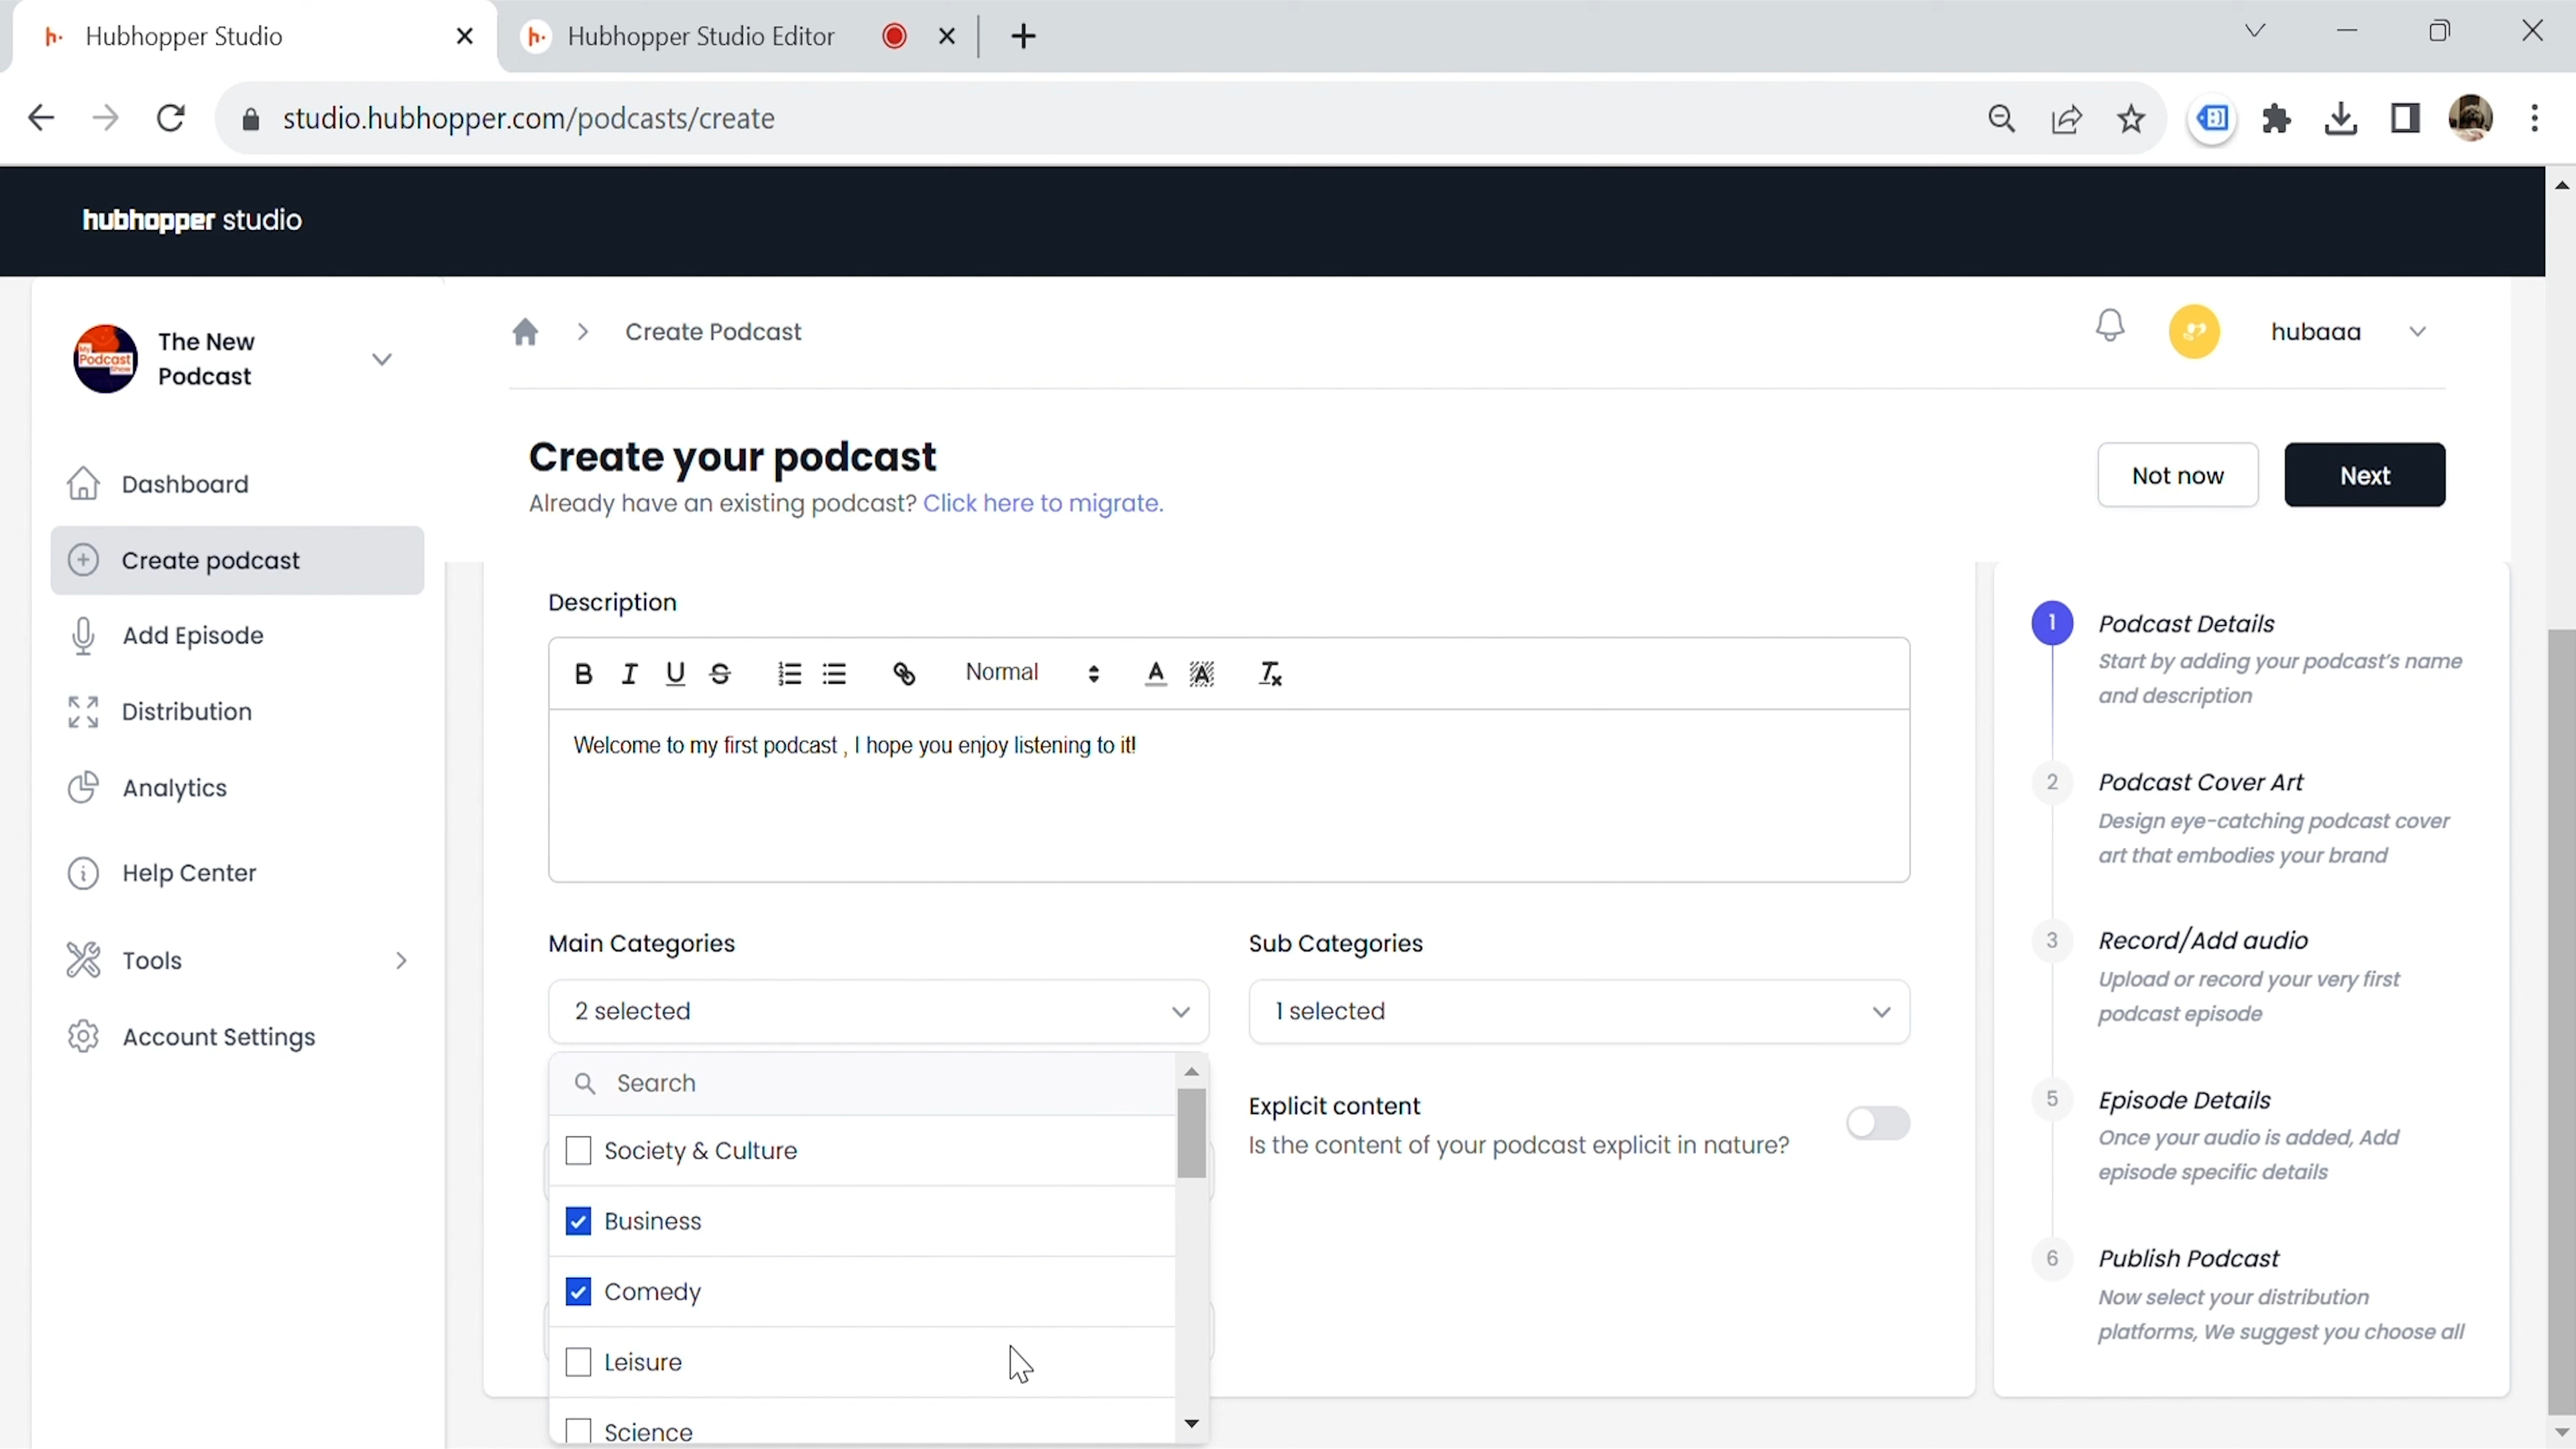 Hubhopper Studio
Hubhopper Studio Editor
studio.hubhopper.com/podcasts/create
hubhopper studio
My Podcast Show
The New
Podcast
Dashboard
Create podcast
Add Episode
Distribution
Analytics
Help Center
Tools
Account Settings
Create Podcast
hubaaa
Create your podcast
Already have an existing podcast? Click here to migrate.
Not now
Next
Description
Normal
Welcome to my first podcast , I hope you enjoy listening to it!
Main Categories
2 selected
Search
Society & Culture
Business
Comedy
Leisure
Science
Sub Categories
1 selected
Explicit content
Is the content of your podcast explicit in nature?
1
Podcast Details
Start by adding your podcast's name
and description
2
Podcast Cover Art
Design eye-catching podcast cover
art that embodies your brand
3
Record/Add audio
Upload or record your very first
podcast episode
5
Episode Details
Once your audio is added, Add
episode specific details
6
Publish Podcast
Now select your distribution
platforms, We suggest you choose all